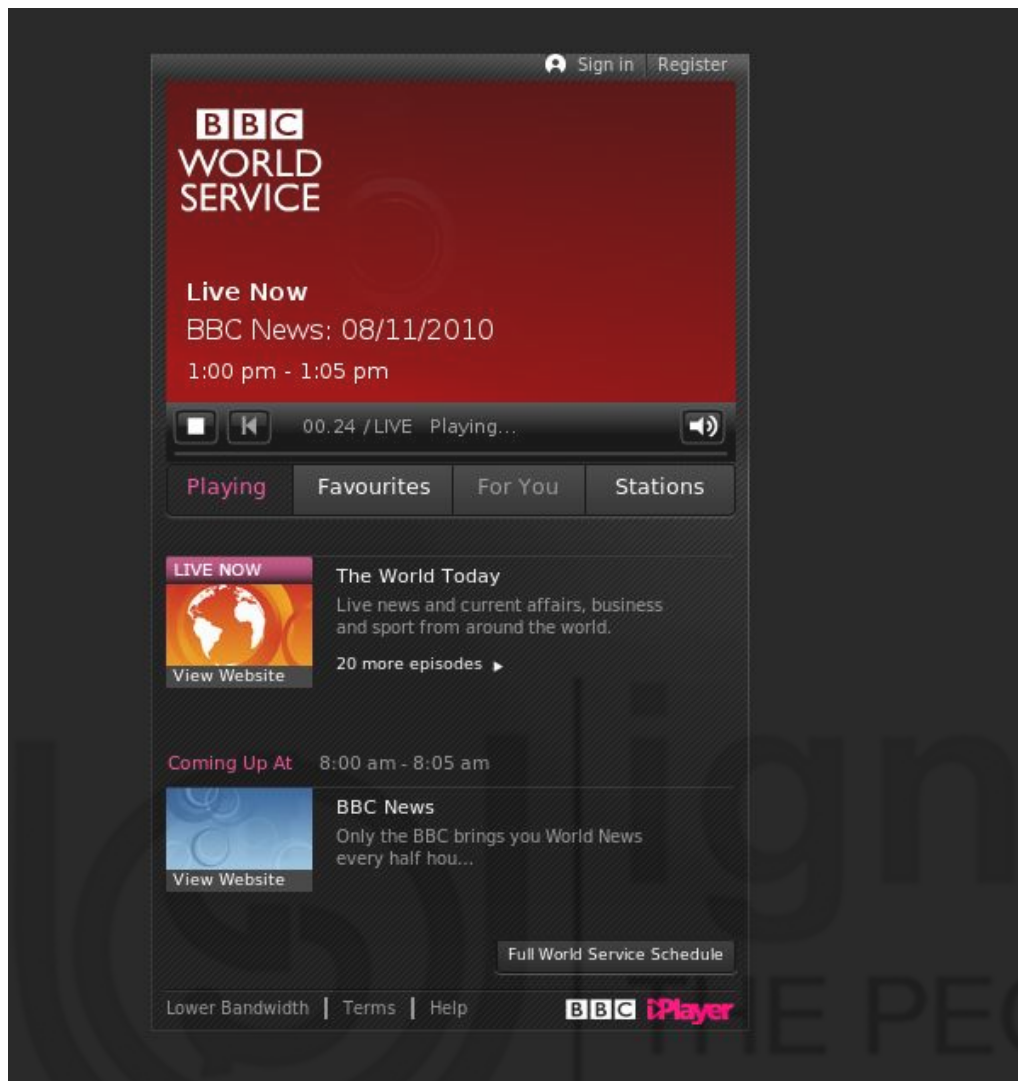 Sign in Register
BBC
WORLD
SERVICE
Live Now
BBC News: 08/11/2010
1:00 pm - 1:05 pm
00.24 / LIVE Playing...
Playing Favourites For You Stations
LIVE NOW
The World Today
Live news and current affairs, business
and sport from around the world.
20 more episodes
View Website
Coming Up At 8:00 am - 8:05 am
BBC News
Only the BBC brings you World News
every half hou...
View Website
Full World Service Schedule
Lower Bandwidth | Terms | Help
BBC iPlayer
ign
THE PEO